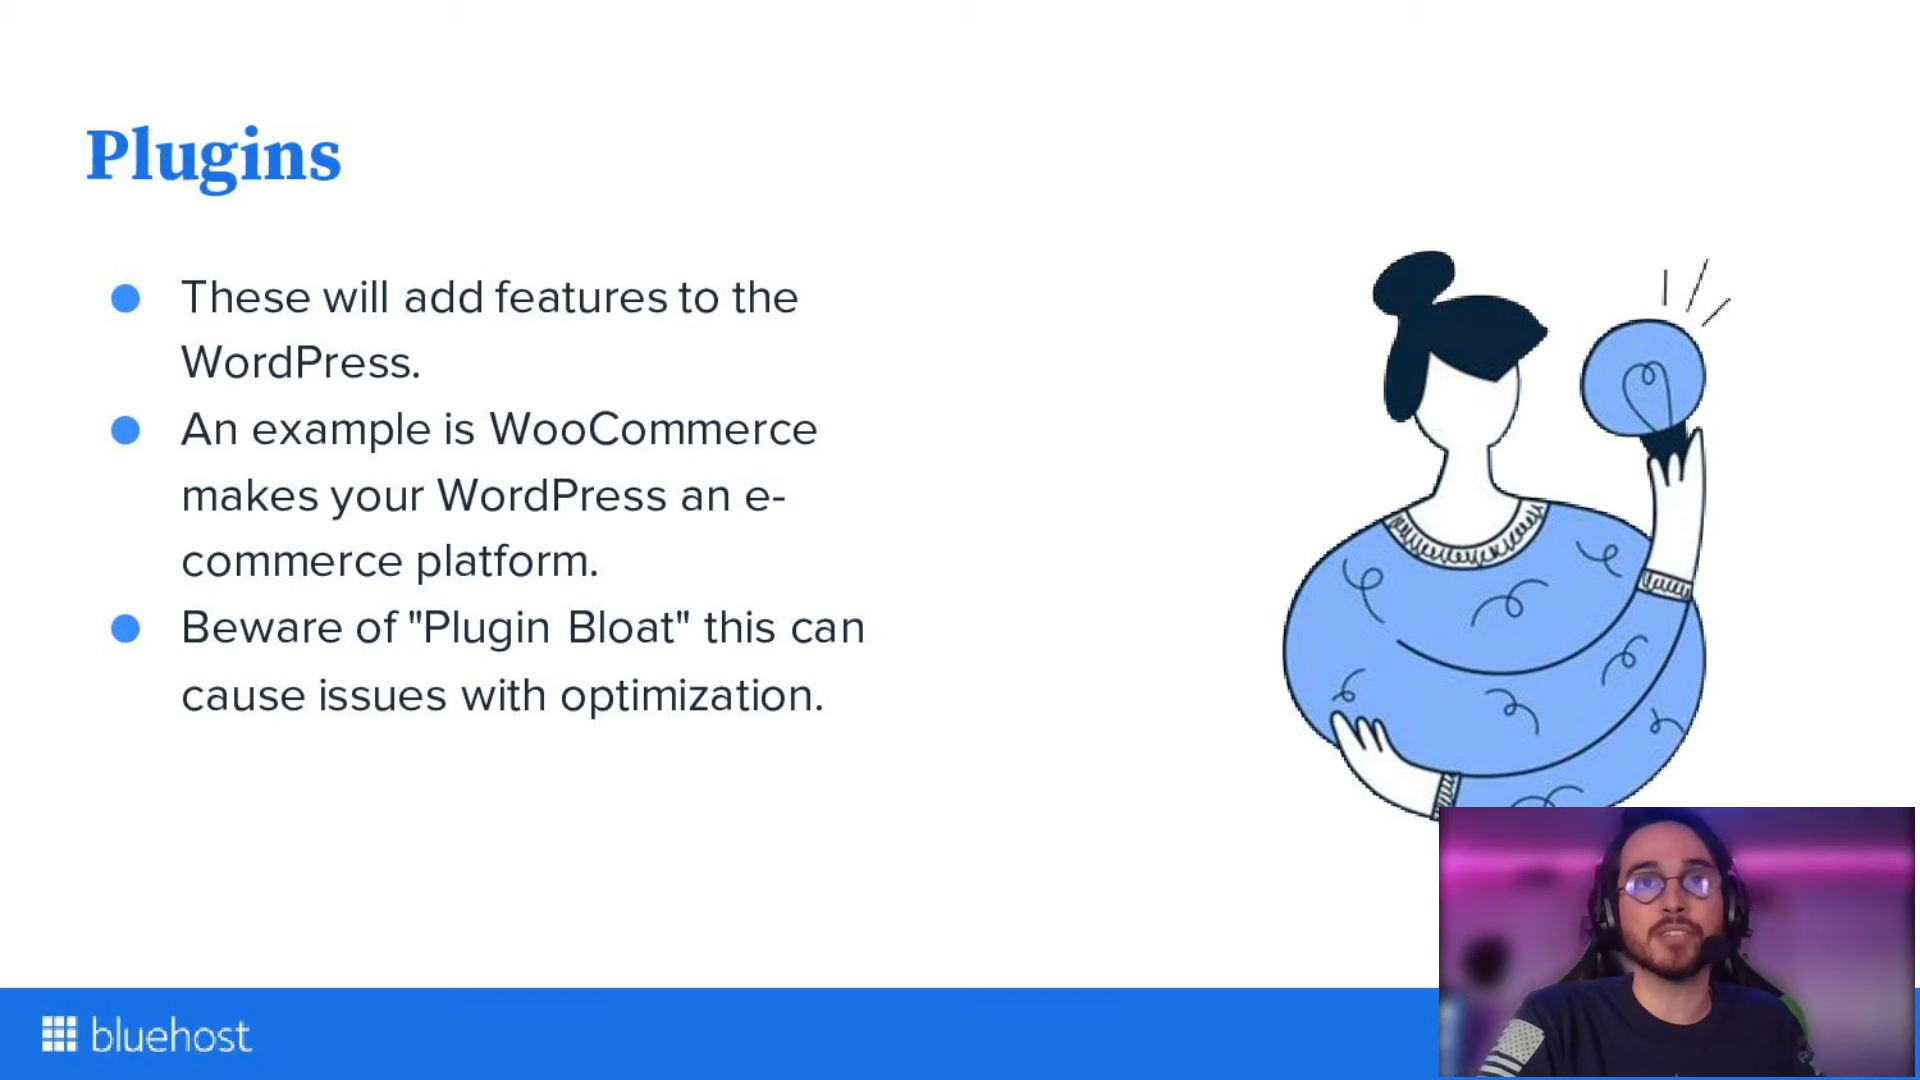 Plugins
These will add features to the
WordPress.
An example is WooCommerce
makes your WordPress an e-
commerce platform.
Beware of "Plugin Bloat" this can
cause issues with optimization.
bluehost